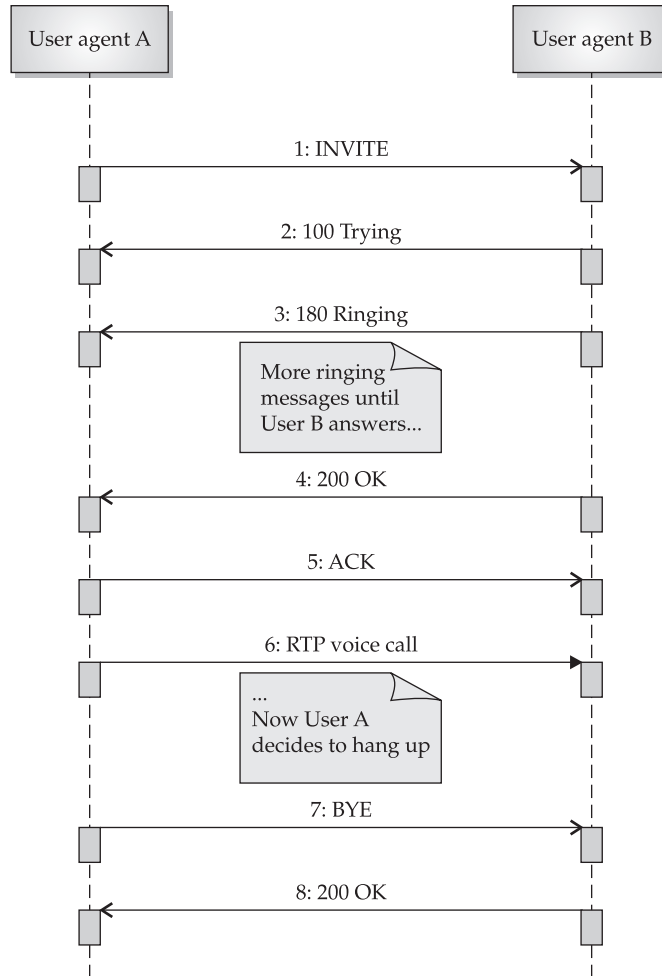 User agent A
User agent B
1: INVITE
2: 100 Trying
3: 180 Ringing
More ringing
messages until
User B answers...
4: 200 OK
5: ACK
6: RTP voice call
...
Now User A
decides to hang up
7: BYE
8: 200 OK